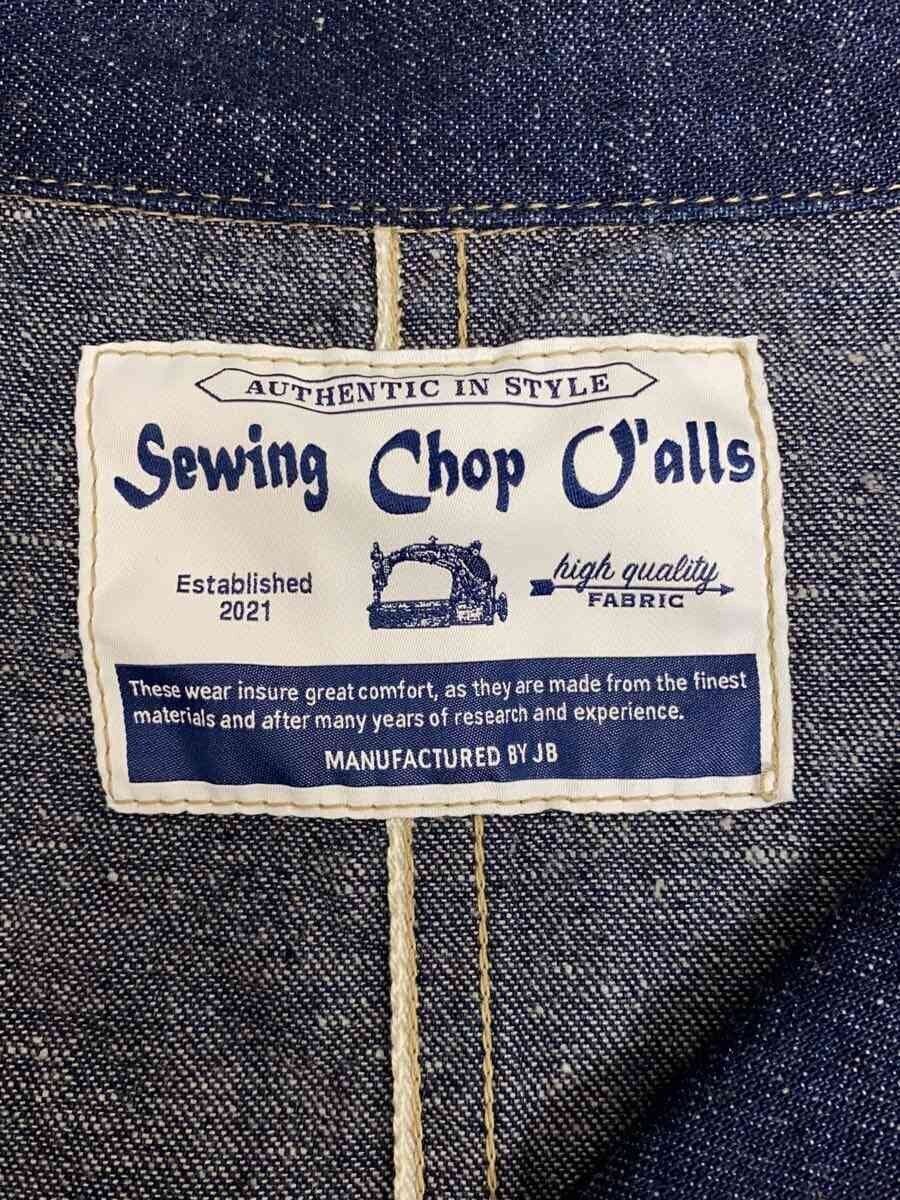 AUTHENTIC IN STYLE
Sewing Chop O'alls
Established
2021
high quality
FABRIC
These wear insure great comfort, as they are made from the finest
materials and after many years of research and experience.
MANUFACTURED BY JB